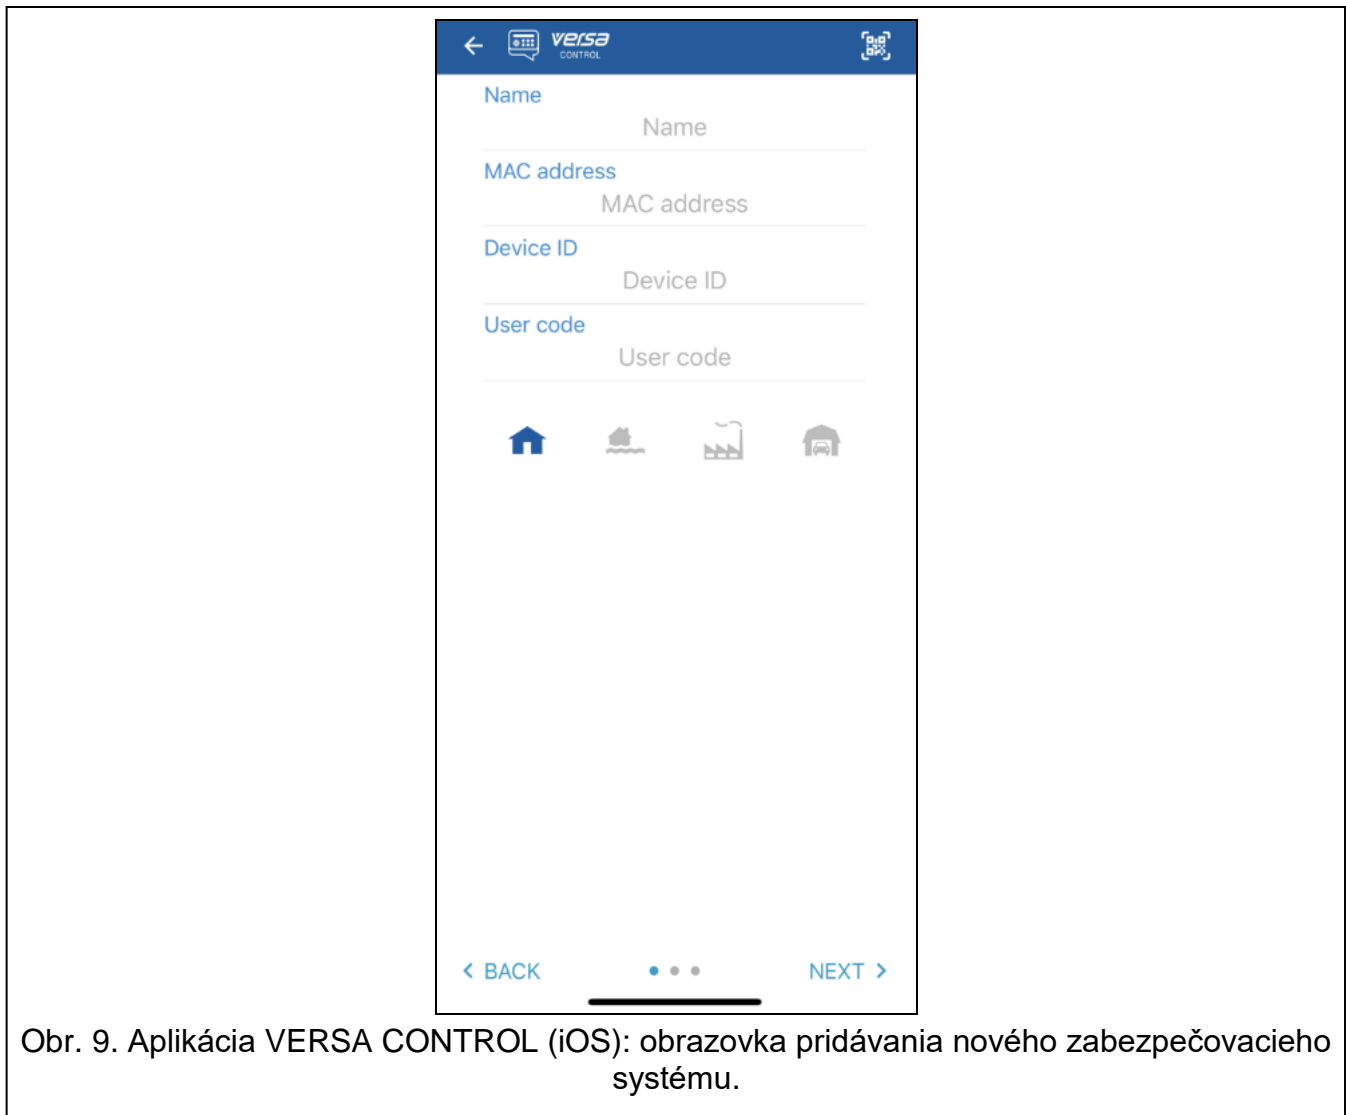 versa
CONTROL
Name
Name
MAC address
MAC address
Device ID
Device ID
User code
User code
BACK
NEXT
Obr. 9. Aplikácia VERSA CONTROL (iOS): obrazovka pridávania nového zabezpečovacieho
systému.